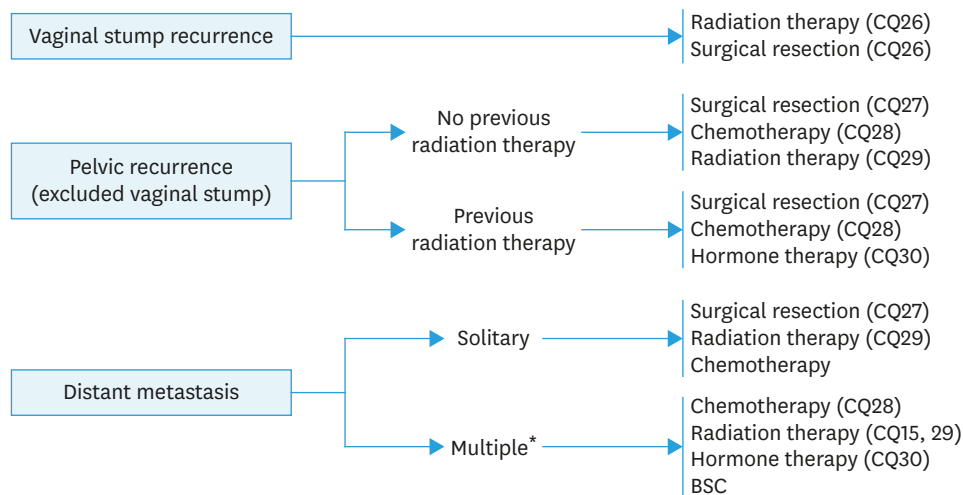 Vaginal stump recurrence
Radiation therapy (CQ26)
Surgical resection (CQ26)
Pelvic recurrence
(excluded vaginal stump)
No previous
radiation therapy
Surgical resection (CQ27)
Chemotherapy (CQ28)
Radiation therapy (CQ29)
Previous
radiation therapy
Surgical resection (CQ27)
Chemotherapy (CQ28)
Hormone therapy (CQ30)
Distant metastasis
Solitary
Surgical resection (CQ27)
Radiation therapy (CQ29)
Chemotherapy
Multiple*
Chemotherapy (CQ28)
Radiation therapy (CQ15, 29)
Hormone therapy (CQ30)
BSC